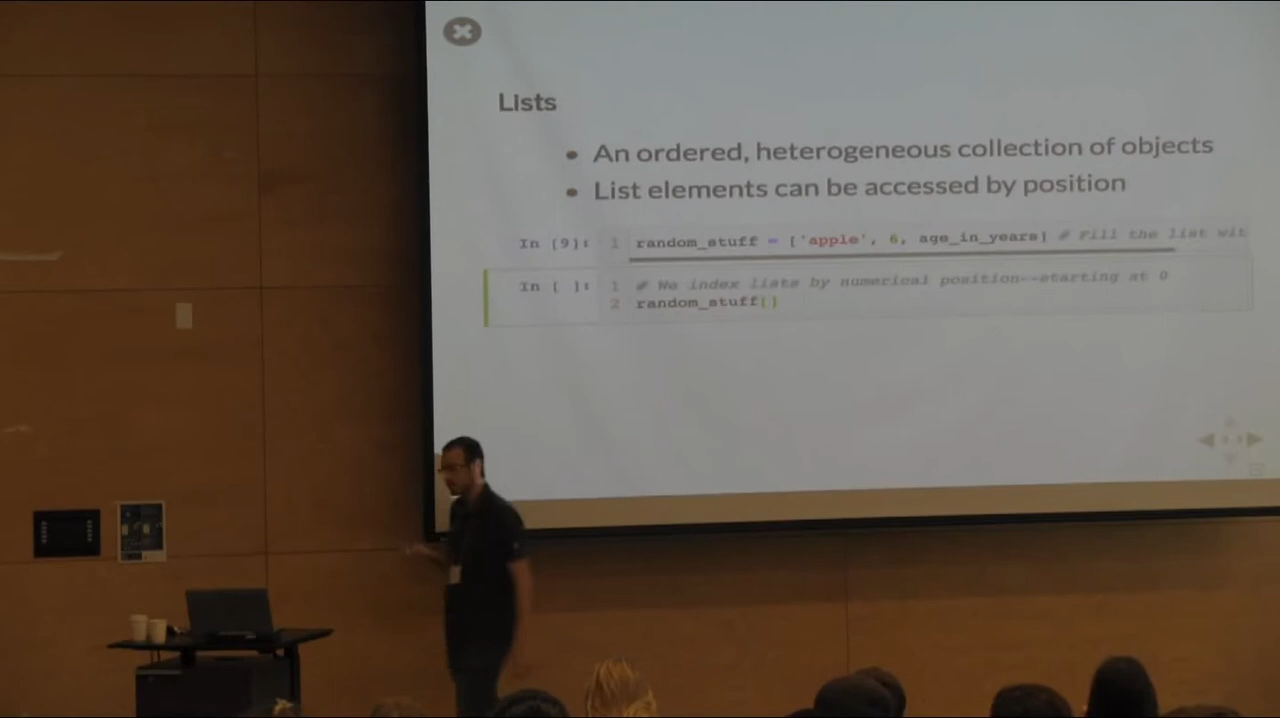 Lists
• An ordered, heterogeneous collection of objects
• List elements can be accessed by position
In [9]: 1 random_stuff = ['apple', 6, age_in_years] # Fill the list wit
In [ ]: 1 # We index lists by numerical position--starting at 0
2 random_stuff[]